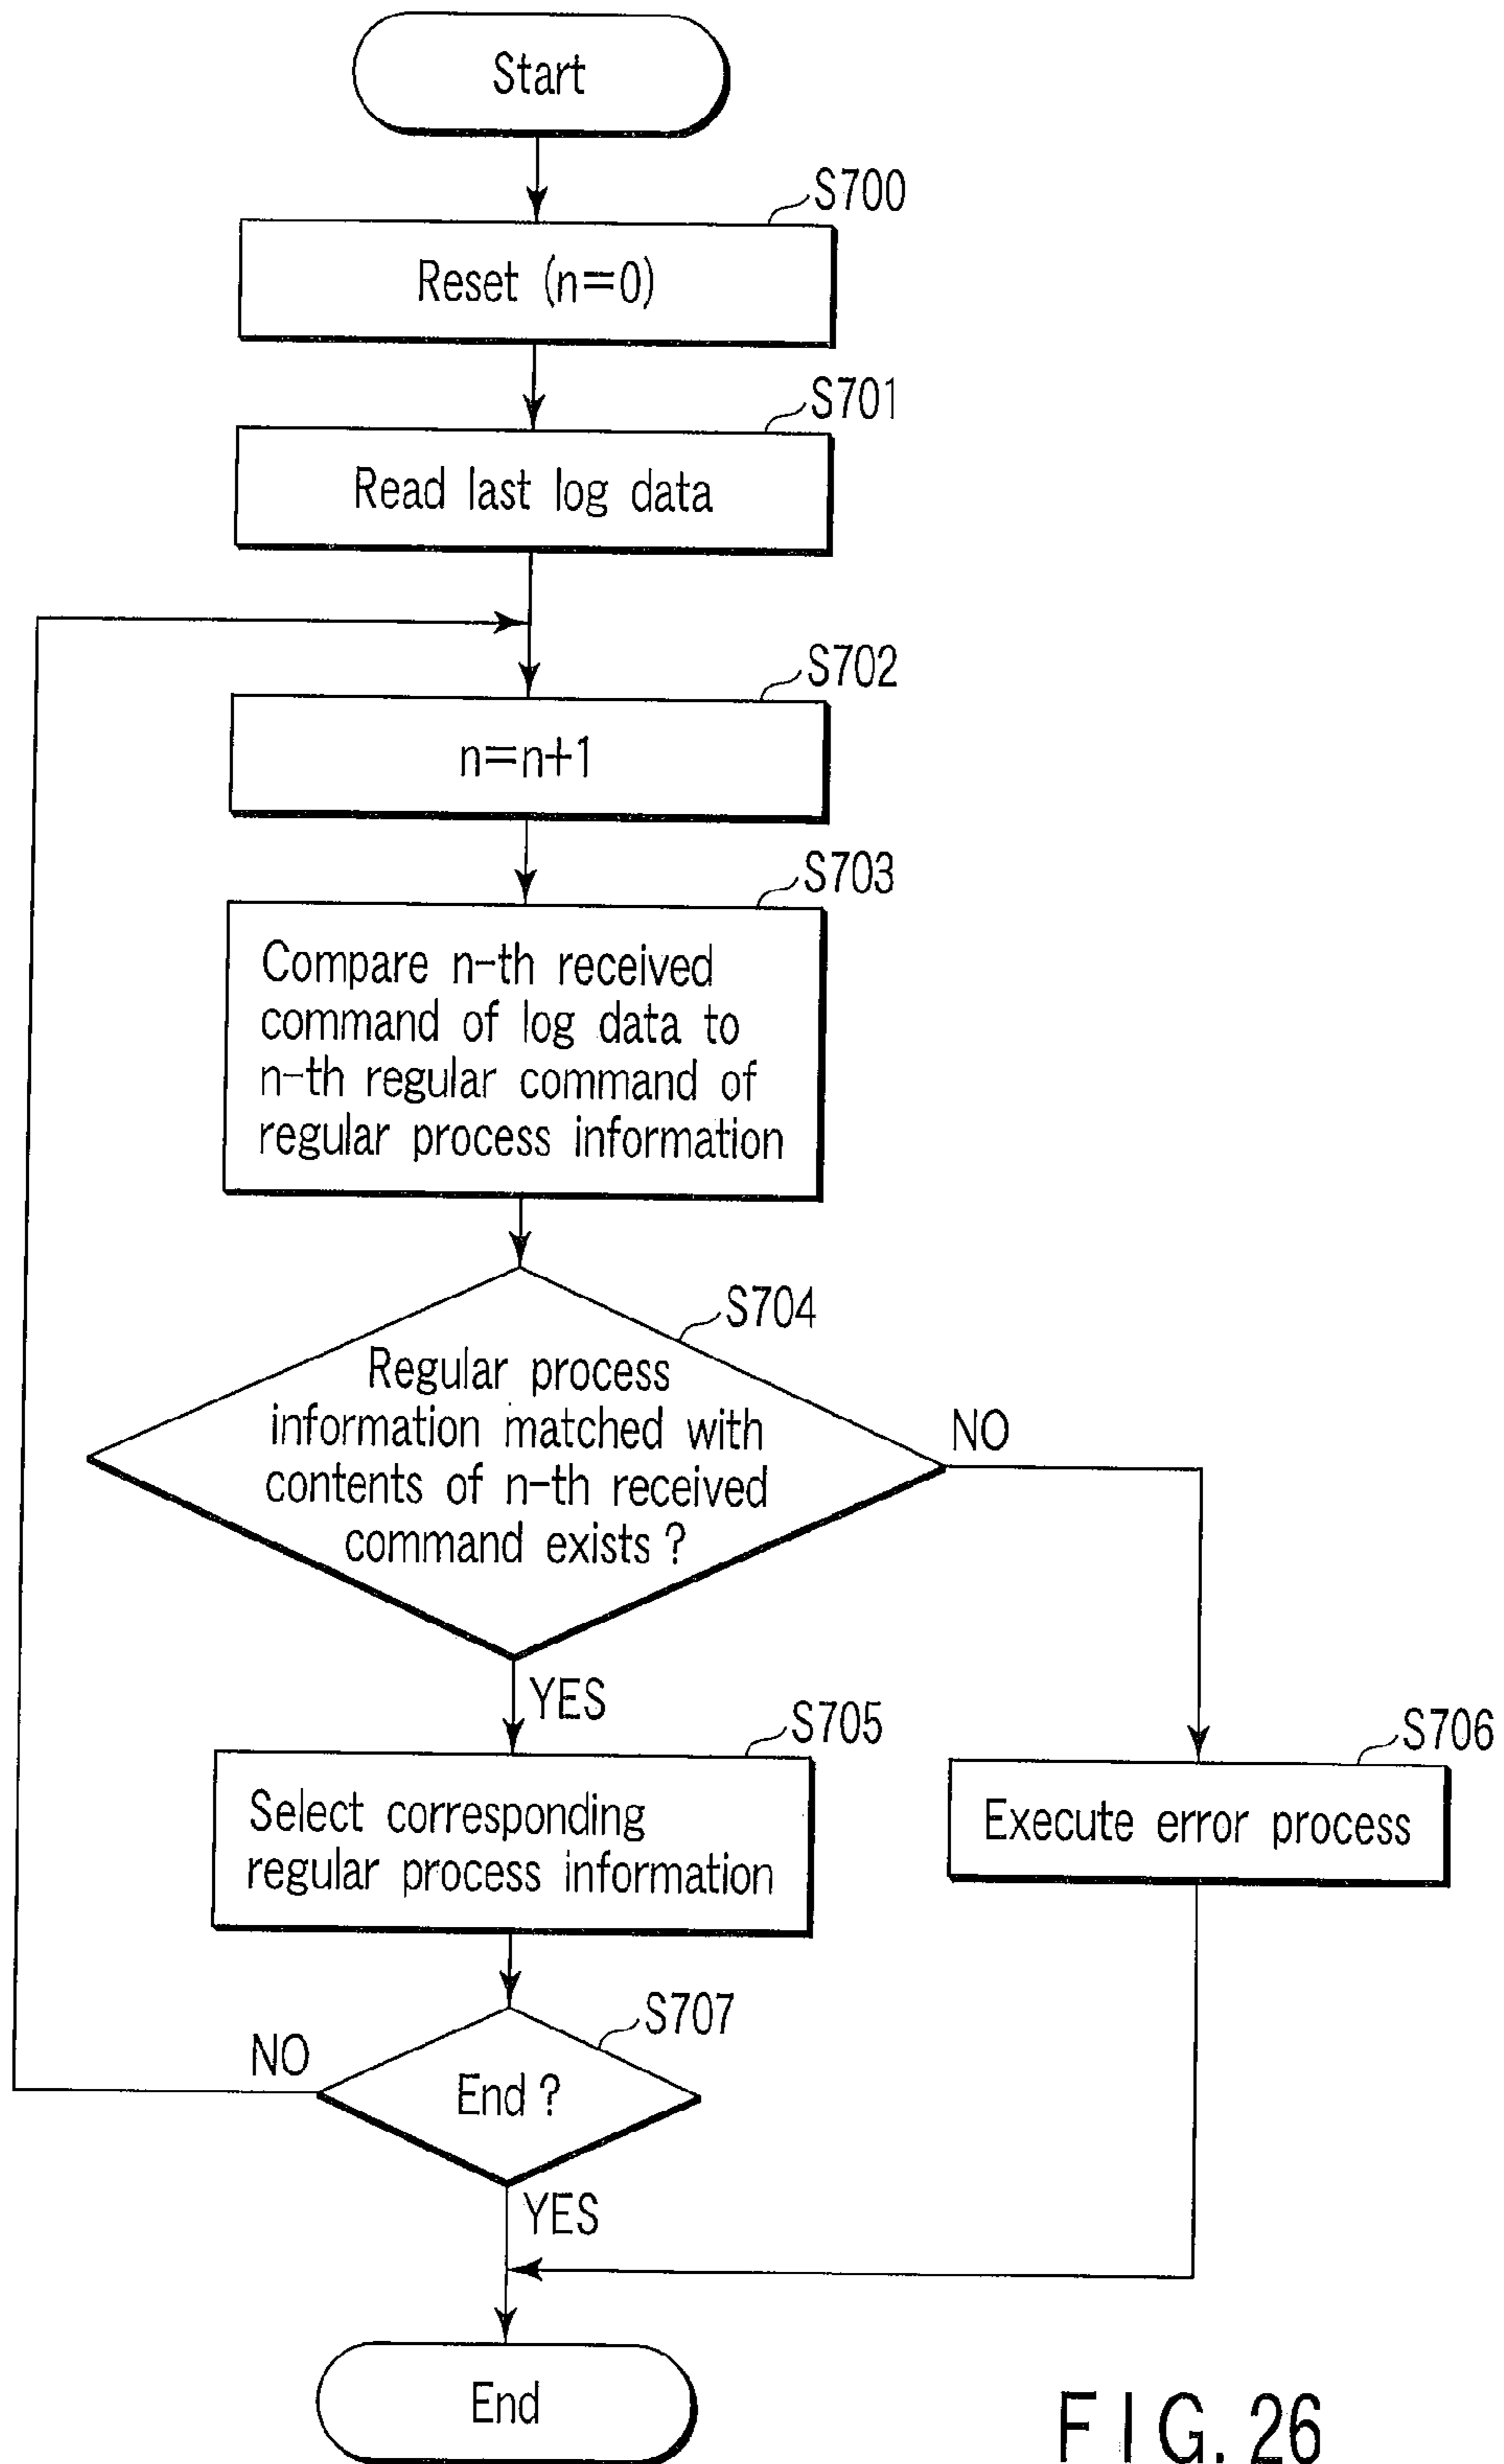 Start
S700
Reset (n=0)
S701
Read last log data
S702
n=n+1
S703
Compare n-th received
command of log data to
n-th regular command of
regular process information
S704
Regular process
information matched with
contents of n-th received
command exists ?
NO
YES
S705
Select corresponding
regular process information
S706
Execute error process
S707
End ?
NO
YES
End
FIG. 26